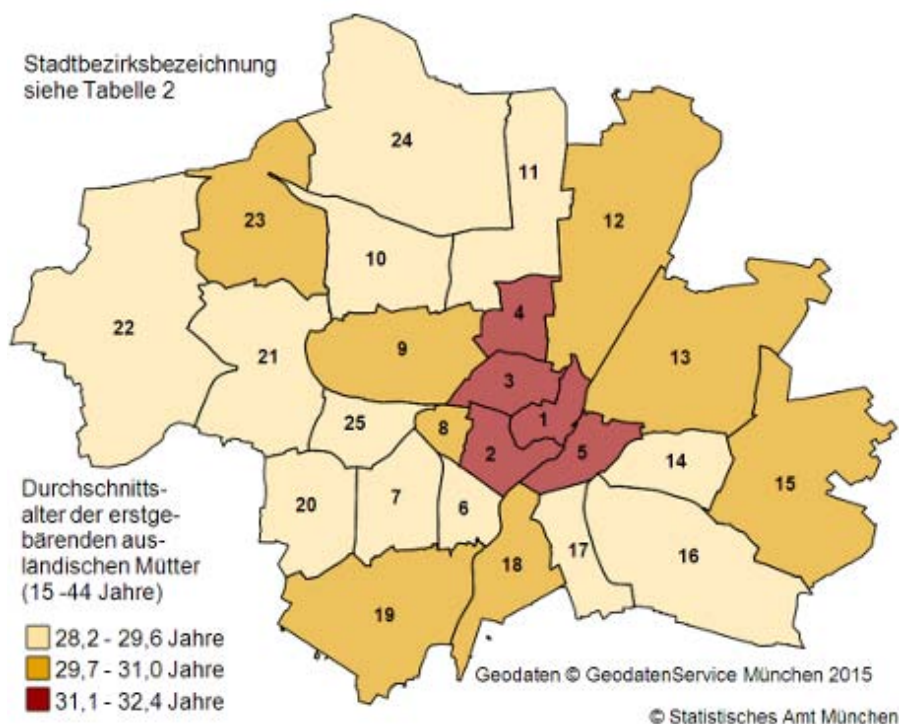 Stadtbezirksbezeichnung
siehe Tabelle 2
24
11
12
23
10
4
22
21
9
13
3
1
25
8
2
5
14
15
20
7
6
17
16
18
19
Durchschnitts-
alter der erstge-
bärenden aus-
ländischen Mütter
(15 -44 Jahre)
28,2 - 29,6 Jahre
29,7 - 31,0 Jahre
31,1 - 32,4 Jahre
Geodaten © GeodatenService München 2015
© Statistisches Amt München